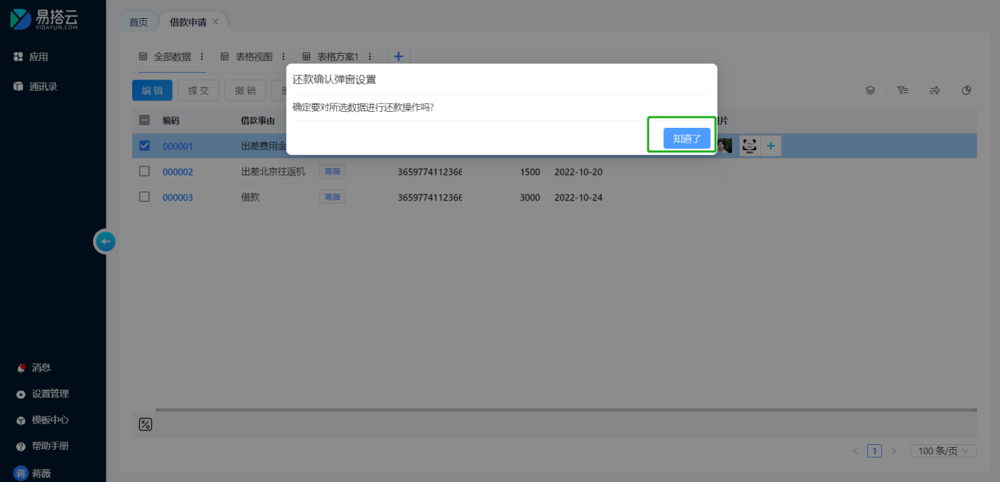 易搭云
YIDAYUN.COM
首页
借款申请
应用
通讯录
全部数据
表格视图
表格方案1
还款确认弹窗设置
编 辑
提 交
撤 销
确定要对所选数据进行还款操作吗?
编码
借款事由
片
知道了
000001
出差费用金
000002
出差北京往返机
蒋薇
365977411236
1500
2022-10-20
000003
借款
蒋薇
365977411236
3000
2022-10-24
消息
设置管理
模板中心
帮助手册
1
100 条/页
蒋
蒋薇